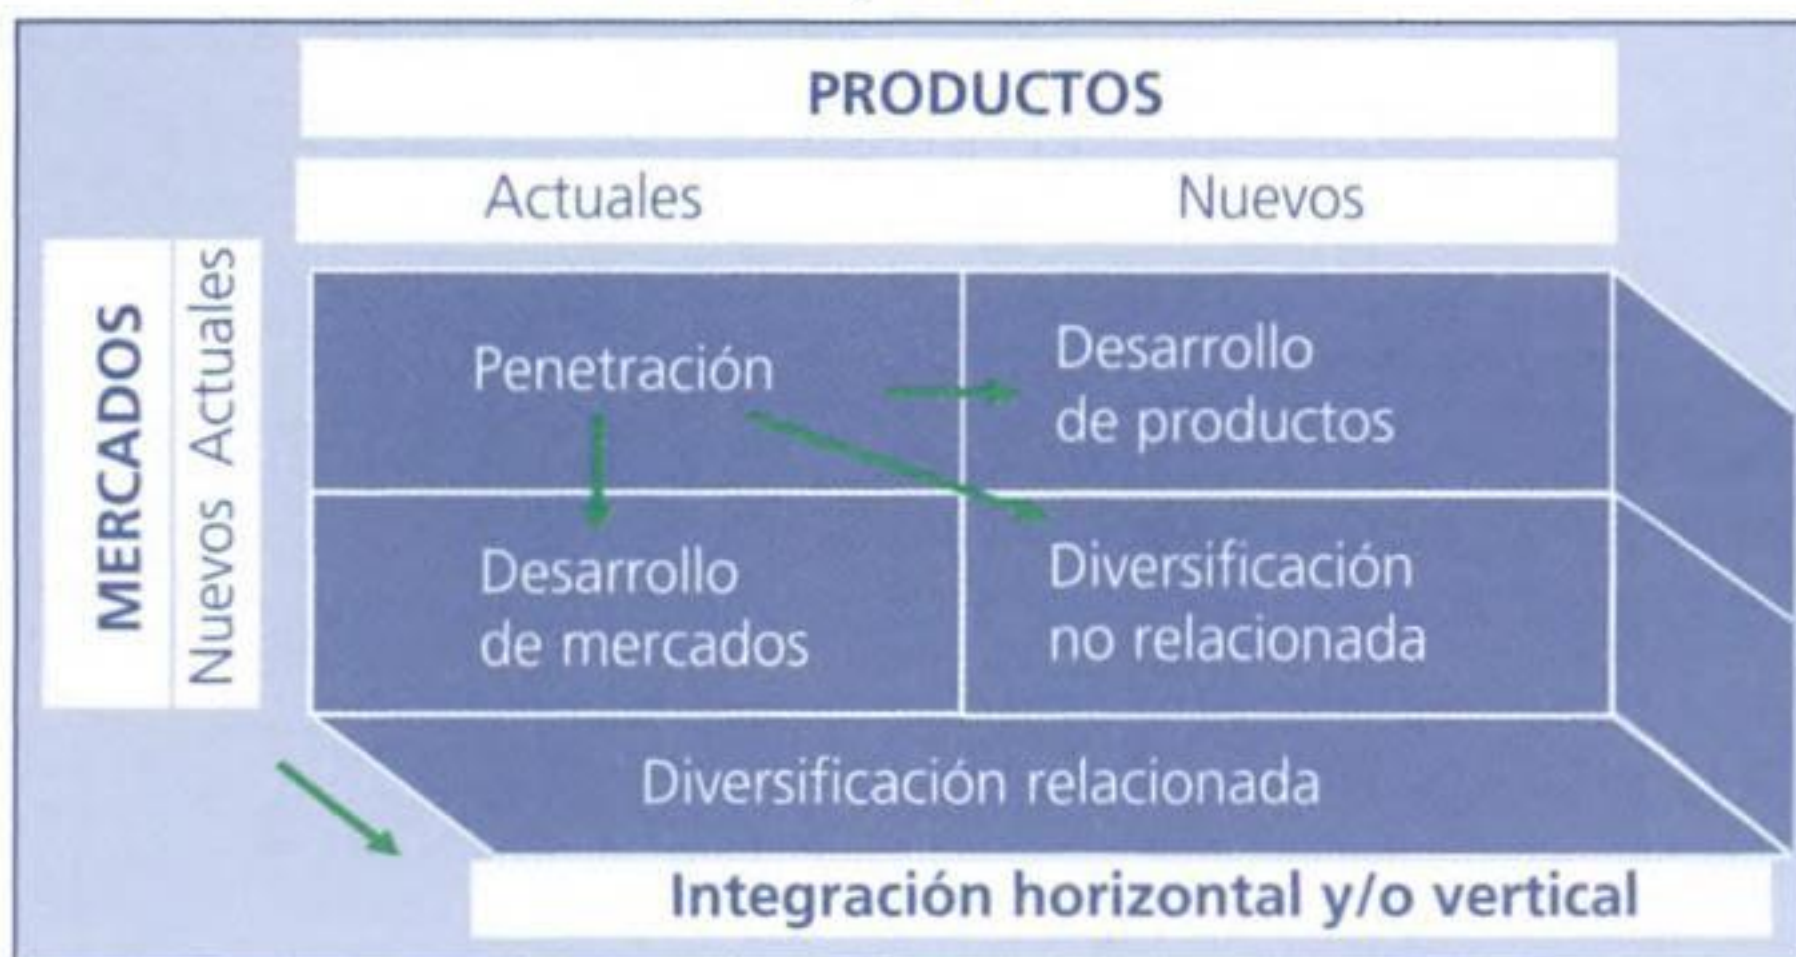 PRODUCTOS
Actuales
Nuevos
MERCADOS
Nuevos Actuales
Penetración
Desarrollo
de productos
Desarrollo
de mercados
Diversificación
no relacionada
Diversificación relacionada
Integración horizontal y/o vertical